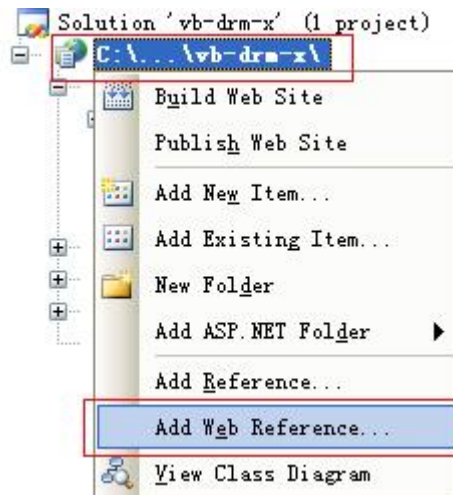 Solution 'vb-drm-x' (1 project)
C:\...\vb-drm-x\
Build Web Site
Publish Web Site
Add New Item...
Add Existing Item...
New Folder
Add ASP.NET Folder
Add Reference...
Add Web Reference...
View Class Diagram